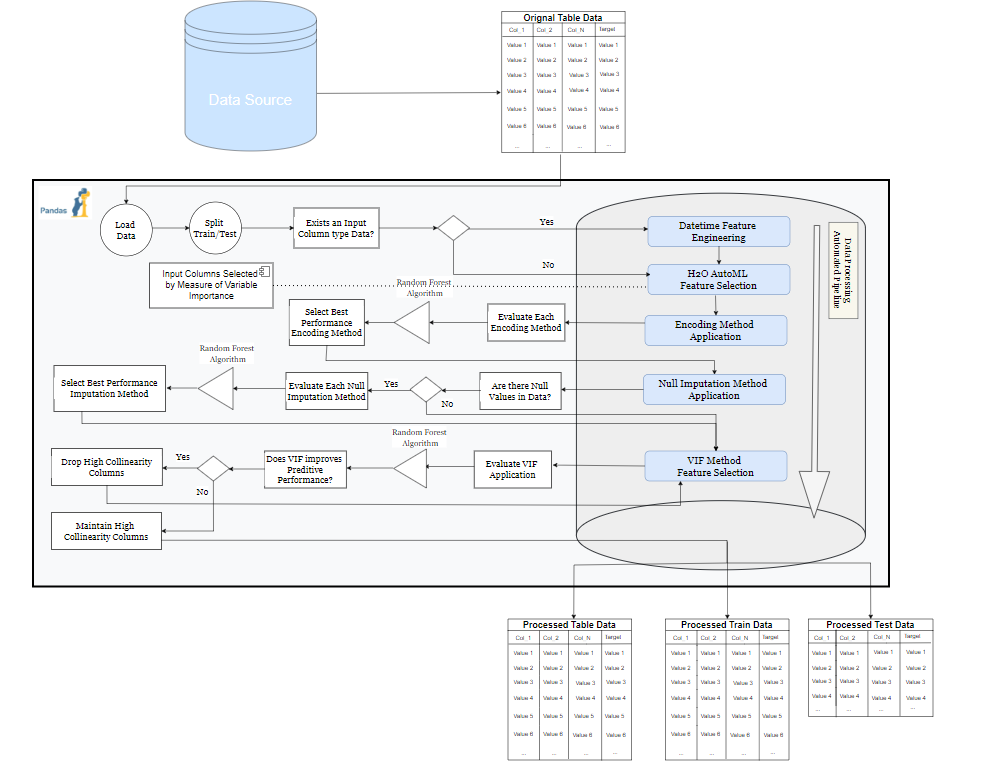 Data Source
Orignal Table Data
Col_1 Col_2 Col_N Target
Value 1 Value 1 Value 1 Value 1
Value 2 Value 2 Value 2 Value 2
Value 3 Value 3 Value 3 Value 3
Value 4 Value 4 Value 4 Value 4
Value 5 Value 5 Value 5 Value 5
Value 6 Value 6 Value 6 Value 6
... ... ... ...
Pandas
Load
Data
Split
Train/Test
Exists an Input
Column type Data?
Yes
No
Datetime Feature
Engineering
Data Processing
Automated Pipeline
Input Columns Selected
by Measure of Variable
Importance
H2O AutoML
Feature Selection
Select Best
Performance
Encoding Method
Random Forest
Algorithm
Evaluate Each
Encoding Method
Encoding Method
Application
Select Best Performance
Imputation Method
Random Forest
Algorithm
Evaluate Each Null
Imputation Method
Yes
No
Are there Null
Values in Data?
Null Imputation Method
Application
Drop High Collinearity
Columns
Yes
No
Does VIF improves
Preditive
Performance?
Random Forest
Algorithm
Evaluate VIF
Application
VIF Method
Feature Selection
Maintain High
Collinearity Columns
Processed Table Data
Col_1 Col_2 Col_N Target
Value 1 Value 1 Value 1 Value 1
Value 2 Value 2 Value 2 Value 2
Value 3 Value 3 Value 3 Value 3
Value 4 Value 4 Value 4 Value 4
Value 5 Value 5 Value 5 Value 5
Value 6 Value 6 Value 6 Value 6
... ... ... ...
Processed Train Data
Col_1 Col_2 Col_N Target
Value 1 Value 1 Value 1 Value 1
Value 2 Value 2 Value 2 Value 2
Value 3 Value 3 Value 3 Value 3
Value 4 Value 4 Value 4 Value 4
Value 5 Value 5 Value 5 Value 5
Value 6 Value 6 Value 6 Value 6
... ... ... ...
Processed Test Data
Col_1 Col_2 Col_N Target
Value 1 Value 1 Value 1 Value 1
Value 2 Value 2 Value 2 Value 2
Value 3 Value 3 Value 3 Value 3
Value 4 Value 4 Value 4 Value 4
... ... ... ...